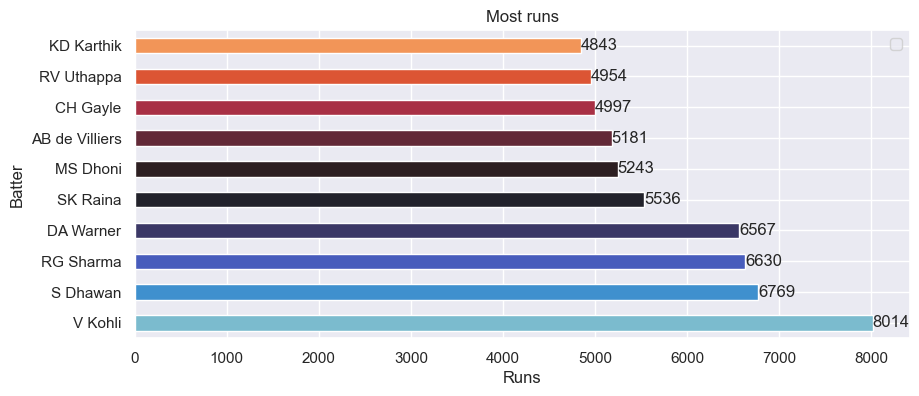 Most runs
KD Karthik 4843
RV Uthappa 4954
CH Gayle 4997
AB de Villiers 5181
MS Dhoni 5243
SK Raina 5536
DA Warner 6567
RG Sharma 6630
S Dhawan 6769
V Kohli 8014
Batter
0 1000 2000 3000 4000 5000 6000 7000 8000
Runs